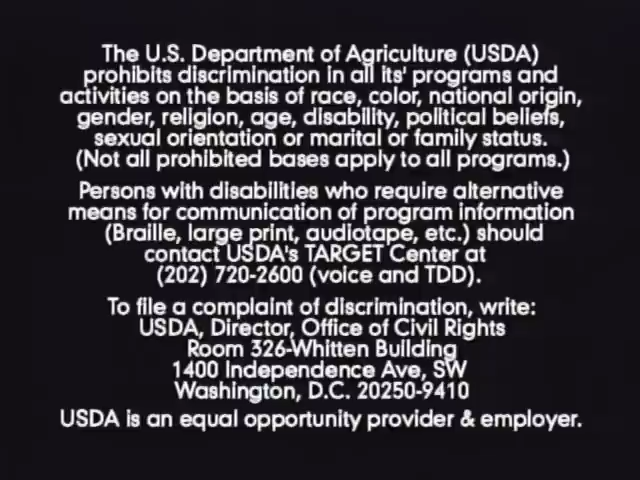 The U.S. Department of Agriculture (USDA)
prohibits discrimination in all its' programs and
activities on the basis of race, color, national origin,
gender, religion, age, disability, political beliefs,
sexual orientation or marital or family status.
(Not all prohibited bases apply to all programs.)
Persons with disabilities who require alternative
means for communication of program information
(Braille, large print, audiotape, etc.) should
contact USDA's TARGET Center at
(202) 720-2600 (voice and TDD).
To file a complaint of discrimination, write:
USDA, Director, Office of Civil Rights
Room 326-Whitten Building
1400 Independence Ave, SW
Washington, D.C. 20250-9410
USDA is an equal opportunity provider & employer.